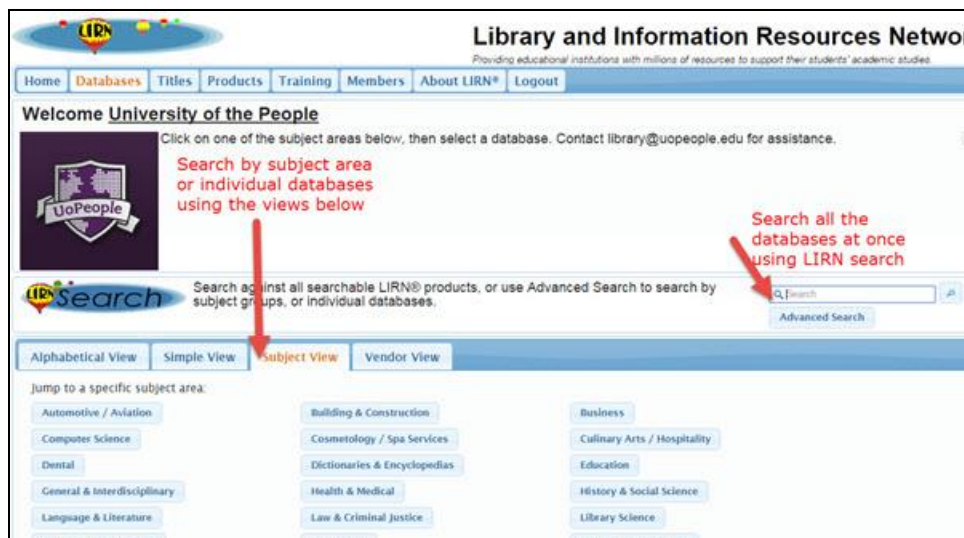 LIRN
Library and Information Resources Netwo
Providing educational institutions with millions of resources to support their students' academic studies.
Home Databases Titles Products Training Members About LIRN® Logout
Welcome University of the People
Click on one of the subject areas below, then select a database. Contact library@uopeople.edu for assistance.
Search by subject area
or individual databases
using the views below
UoPeople
Search all the
databases at once
using LIRN search
LIRN Search
Search against all searchable LIRN® products, or use Advanced Search to search by
subject groups, or individual databases.
Search
Advanced Search
Alphabetical View Simple View Subject View Vendor View
Jump to a specific subject area:
Automotive / Aviation Building & Construction Business
Computer Science Cosmetology / Spa Services Culinary Arts / Hospitality
Dental Dictionaries & Encyclopedias Education
General & Interdisciplinary Health & Medical History & Social Science
Language & Literature Law & Criminal Justice Library Science